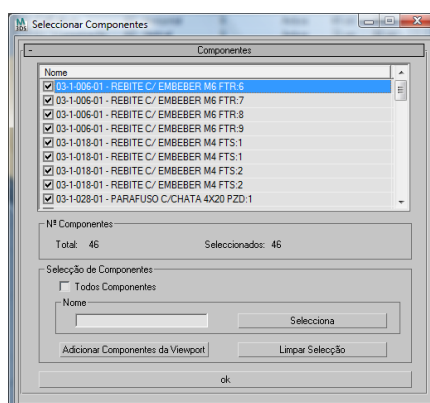 Seleccionar Componentes
Componentes
Nome
03-1-006-01 - REBITE C/ EMBEBER M6 FTR:6
03-1-006-01 - REBITE C/ EMBEBER M6 FTR:7
03-1-006-01 - REBITE C/ EMBEBER M6 FTR:8
03-1-006-01 - REBITE C/ EMBEBER M6 FTR:9
03-1-018-01 - REBITE C/ EMBEBER M4 FTS:1
03-1-018-01 - REBITE C/ EMBEBER M4 FTS:1
03-1-018-01 - REBITE C/ EMBEBER M4 FTS:2
03-1-018-01 - REBITE C/ EMBEBER M4 FTS:2
03-1-028-01 - PARAFUSO C/CHATA 4X20 PZD:1
Nª Componentes
Total: 46 Seleccionados: 46
Selecção de Componentes
Todos Componentes
Nome
Selecciona
Adicionar Componentes da Viewport Limpar Selecção
ok